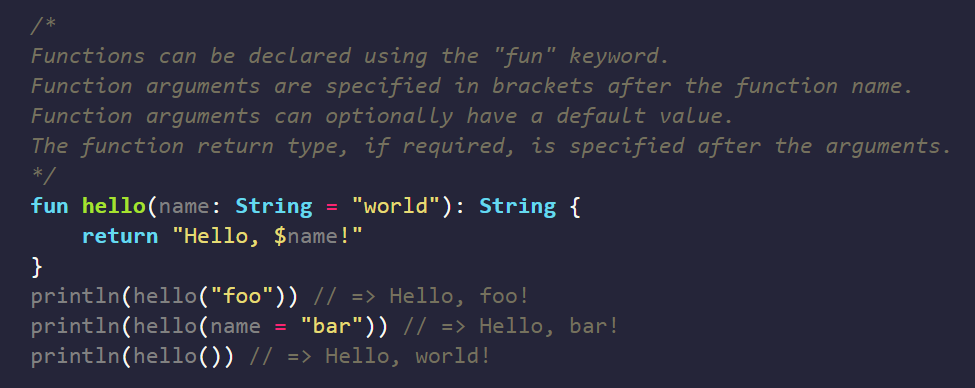 /*
Functions can be declared using the "fun" keyword.
Function arguments are specified in brackets after the function name.
Function arguments can optionally have a default value.
The function return type, if required, is specified after the arguments.
*/
fun hello(name: String = "world"): String {
    return "Hello, $name!"
}
println(hello("foo")) // => Hello, foo!
println(hello(name = "bar")) // => Hello, bar!
println(hello()) // => Hello, world!